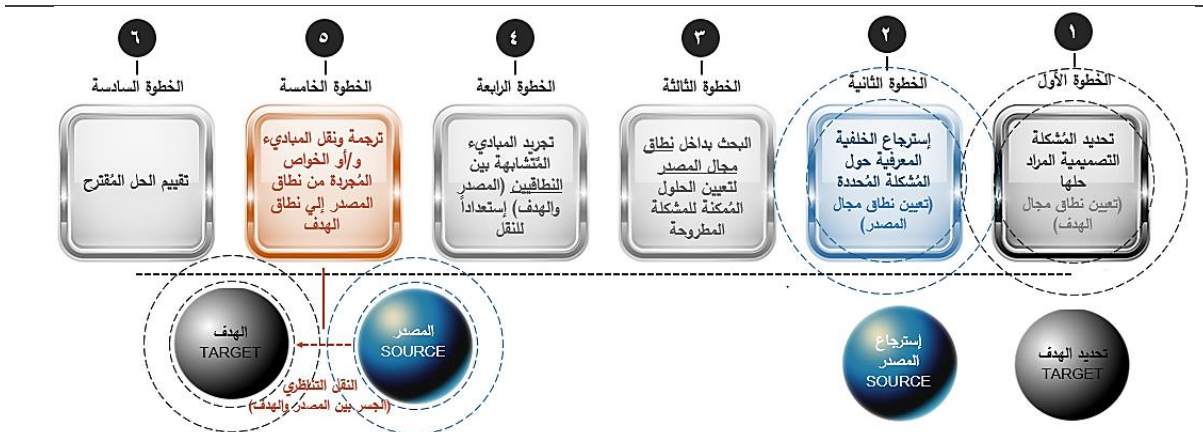 ١
الخطوة الأولى
تحديد المُشكلة
التصميمية المراد
حلها
(تعيين نطاق مجال
الهدف)
٢
الخطوة الثانية
إسترجاع الخلفية
المعرفية حول
المُشكلة المُحددة
(تعيين نطاق مجال
المصدر)
٣
الخطوة الثالثة
البحث بداخل نطاق
مجال المصدر
لتعيين الحلول
المُمكنة للمشكلة
المطروحة
٤
الخطوة الرابعة
تجريد المباديء
المُتشابهة بين
النطاقيين (المصدر
والهدف) إستعداداً
للنقل
٥
الخطوة الخامسة
ترجمة ونقل المباديء
و/أو الخواص
المُجردة من نطاق
المصدر إلي نطاق
الهدف
٦
الخطوة السادسة
تقييم الحل المُقترح
تحديد الهدف
TARGET
إسترجاع
المصدر
SOURCE
المصدر
SOURCE
الهدف
TARGET
النقل التناظري
(الجسر بين المصدر والهدف)